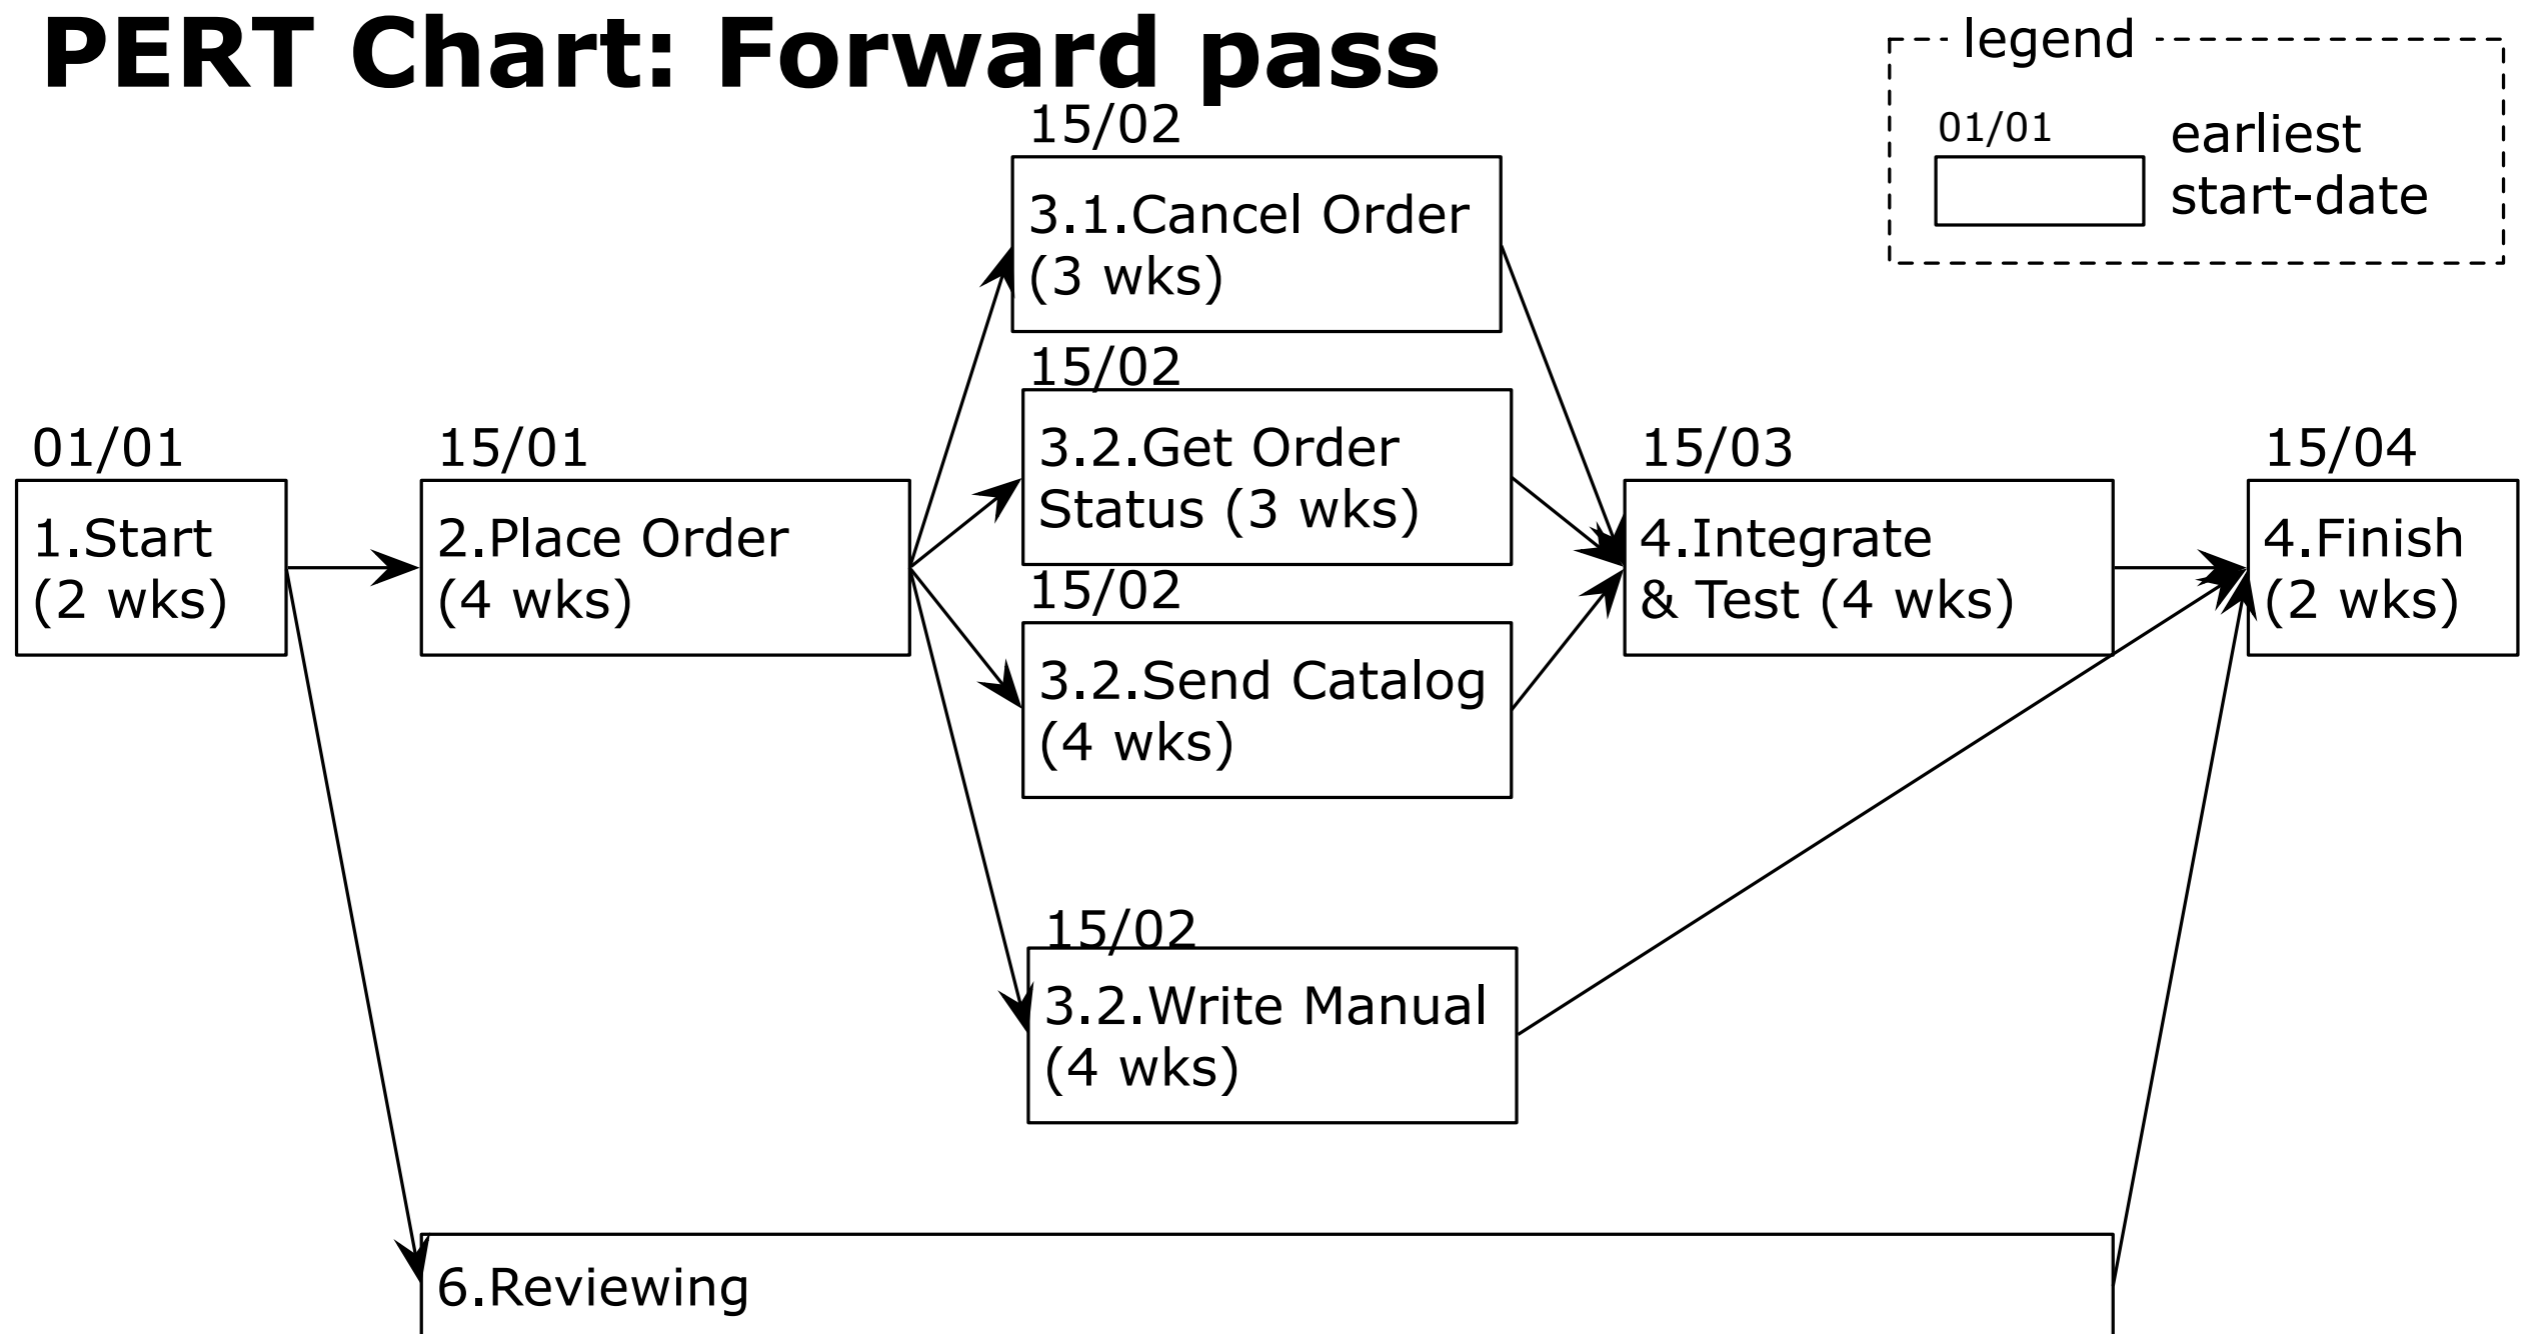 PERT Chart: Forward pass
legend
01/01
earliest
start-date
15/02
3.1.Cancel Order
(3 wks)
15/02
3.2.Get Order
Status (3 wks)
01/01
1.Start
(2 wks)
15/01
2.Place Order
(4 wks)
15/02
3.2.Send Catalog
(4 wks)
15/03
4.Integrate
& Test (4 wks)
15/04
4.Finish
(2 wks)
15/02
3.2.Write Manual
(4 wks)
6.Reviewing